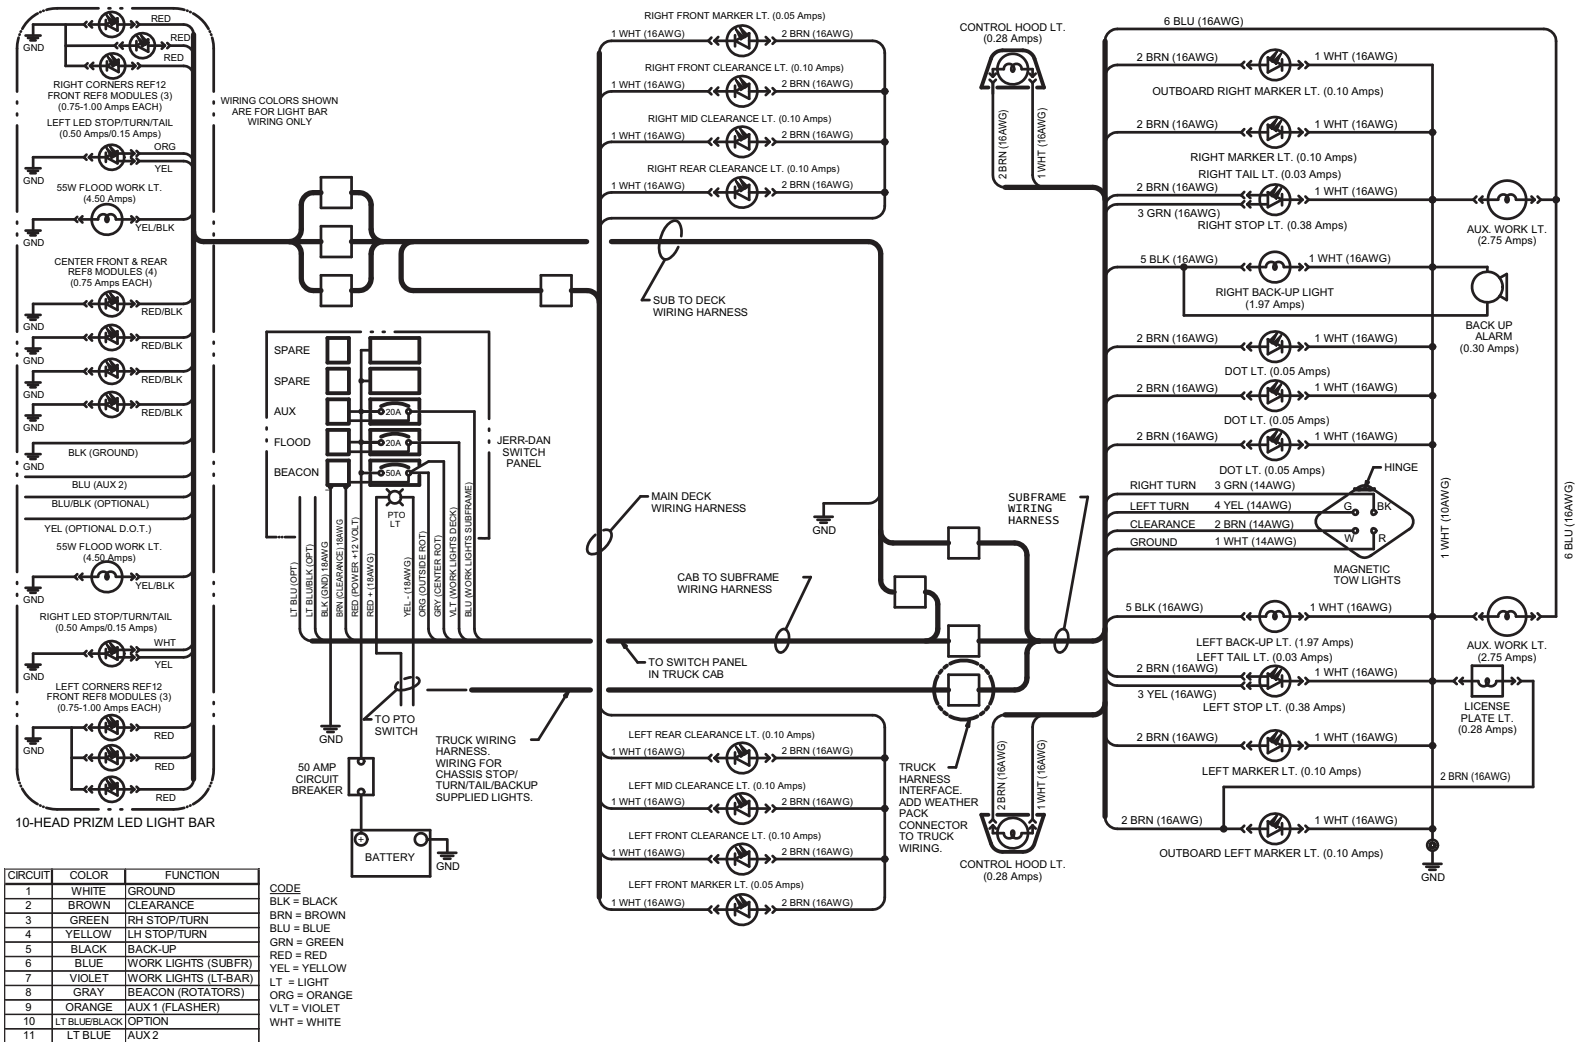 RED
GND
RED
RED
RIGHT CORNERS REF12
FRONT REF8 MODULES (3)
(0.75-1.00 Amps EACH)
LEFT LED STOP/TURN/TAIL
(0.50 Amps/0.15 Amps)
ORG
YEL
GND
55W FLOOD WORK LT.
(4.50 Amps)
YEL/BLK
GND
CENTER FRONT & REAR
REF8 MODULES (4)
(0.75 Amps EACH)
RED/BLK
GND
RED/BLK
GND
RED/BLK
GND
RED/BLK
GND
BLK (GROUND)
GND
BLU (AUX 2)
BLU/BLK (OPTIONAL)
YEL (OPTIONAL D.O.T.)
55W FLOOD WORK LT.
(4.50 Amps)
YEL/BLK
GND
RIGHT LED STOP/TURN/TAIL
(0.50 Amps/0.15 Amps)
WHT
YEL
GND
LEFT CORNERS REF12
FRONT REF8 MODULES (3)
(0.75-1.00 Amps EACH)
RED
GND
RED
RED
10-HEAD PRIZM LED LIGHT BAR
WIRING COLORS SHOWN
ARE FOR LIGHT BAR
WIRING ONLY
SPARE
SPARE
AUX
20A
FLOOD
20A
BEACON
50A
PTO
LT
JERR-DAN
SWITCH
PANEL
LT BLU (OPT)
LT BLU/BLK (OPT)
BLK (GND) 18AWG
BRN (CLEARANCE) 18AWG
RED (POWER +12 VOLT)
RED + (18AWG)
YEL - (18AWG)
ORG (OUTSIDE ROT)
GRY (CENTER ROT)
VLT (WORK LIGHTS DECK)
BLU (WORK LIGHTS SUBFRAME)
GND
TO PTO
SWITCH
50 AMP
CIRCUIT
BREAKER
+
-
BATTERY
GND
TRUCK WIRING
HARNESS.
WIRING FOR
CHASSIS STOP/
TURN/TAIL/BACKUP
SUPPLIED LIGHTS.
RIGHT FRONT MARKER LT. (0.05 Amps)
1 WHT (16AWG)
2 BRN (16AWG)
RIGHT FRONT CLEARANCE LT. (0.10 Amps)
1 WHT (16AWG)
2 BRN (16AWG)
RIGHT MID CLEARANCE LT. (0.10 Amps)
1 WHT (16AWG)
2 BRN (16AWG)
RIGHT REAR CLEARANCE LT. (0.10 Amps)
1 WHT (16AWG)
2 BRN (16AWG)
SUB TO DECK
WIRING HARNESS
MAIN DECK
WIRING HARNESS
GND
CAB TO SUBFRAME
WIRING HARNESS
TO SWITCH PANEL
IN TRUCK CAB
LEFT REAR CLEARANCE LT. (0.10 Amps)
1 WHT (16AWG)
2 BRN (16AWG)
LEFT MID CLEARANCE LT. (0.10 Amps)
1 WHT (16AWG)
2 BRN (16AWG)
LEFT FRONT CLEARANCE LT. (0.10 Amps)
1 WHT (16AWG)
2 BRN (16AWG)
LEFT FRONT MARKER LT. (0.05 Amps)
1 WHT (16AWG)
2 BRN (16AWG)
CONTROL HOOD LT.
(0.28 Amps)
2 BRN (16AWG)
1 WHT (16AWG)
SUBFRAME
WIRING
HARNESS
TRUCK
HARNESS
INTERFACE.
ADD WEATHER
PACK
CONNECTOR
TO TRUCK
WIRING.
2 BRN (16AWG)
1 WHT (16AWG)
CONTROL HOOD LT.
(0.28 Amps)
6 BLU (16AWG)
2 BRN (16AWG)
1 WHT (16AWG)
OUTBOARD RIGHT MARKER LT. (0.10 Amps)
2 BRN (16AWG)
1 WHT (16AWG)
RIGHT MARKER LT. (0.10 Amps)
RIGHT TAIL LT. (0.03 Amps)
2 BRN (16AWG)
1 WHT (16AWG)
3 GRN (16AWG)
RIGHT STOP LT. (0.38 Amps)
AUX. WORK LT.
(2.75 Amps)
5 BLK (16AWG)
1 WHT (16AWG)
RIGHT BACK-UP LIGHT
(1.97 Amps)
BACK UP
ALARM
(0.30 Amps)
2 BRN (16AWG)
1 WHT (16AWG)
DOT LT. (0.05 Amps)
2 BRN (16AWG)
1 WHT (16AWG)
DOT LT. (0.05 Amps)
2 BRN (16AWG)
1 WHT (16AWG)
DOT LT. (0.05 Amps)
HINGE
RIGHT TURN 3 GRN (14AWG)
LEFT TURN 4 YEL (14AWG)
CLEARANCE 2 BRN (14AWG)
GROUND 1 WHT (14AWG)
G
BK
W
R
MAGNETIC
TOW LIGHTS
1 WHT (10AWG)
6 BLU (16AWG)
5 BLK (16AWG)
1 WHT (16AWG)
LEFT BACK-UP LT. (1.97 Amps)
AUX. WORK LT.
(2.75 Amps)
LEFT TAIL LT. (0.03 Amps)
2 BRN (16AWG)
1 WHT (16AWG)
3 YEL (16AWG)
LEFT STOP LT. (0.38 Amps)
LICENSE
PLATE LT.
(0.28 Amps)
2 BRN (16AWG)
1 WHT (16AWG)
LEFT MARKER LT. (0.10 Amps)
2 BRN (16AWG)
2 BRN (16AWG)
1 WHT (16AWG)
OUTBOARD LEFT MARKER LT. (0.10 Amps)
GND
CIRCUIT COLOR FUNCTION
1 WHITE GROUND
2 BROWN CLEARANCE
3 GREEN RH STOP/TURN
4 YELLOW LH STOP/TURN
5 BLACK BACK-UP
6 BLUE WORK LIGHTS (SUBFR)
7 VIOLET WORK LIGHTS (LT-BAR)
8 GRAY BEACON (ROTATORS)
9 ORANGE AUX 1 (FLASHER)
10 LT BLUE/BLACK OPTION
11 LT BLUE AUX 2
CODE
BLK = BLACK
BRN = BROWN
BLU = BLUE
GRN = GREEN
RED = RED
YEL = YELLOW
LT = LIGHT
ORG = ORANGE
VLT = VIOLET
WHT = WHITE